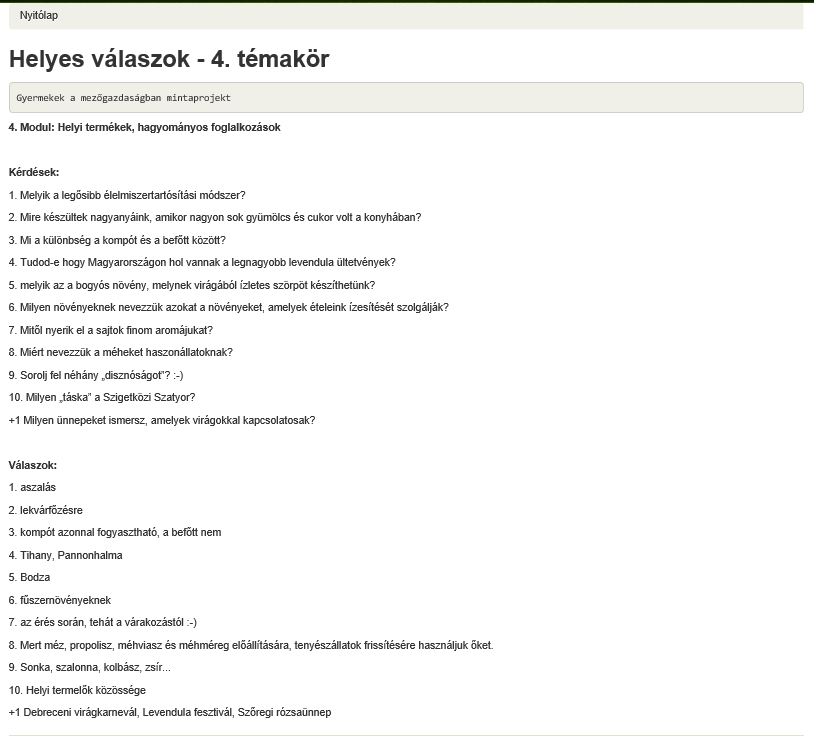 Nyitólap
Helyes válaszok - 4. témakör
Gyermekek a mezőgazdaságban mintaprojekt
4. Modul: Helyi termékek, hagyományos foglalkozások
Kérdések:
1. Melyik a legősibb élelmiszertartósítási módszer?
2. Mire készültek nagyanyáink, amikor nagyon sok gyümölcs és cukor volt a konyhában?
3. Mi a különbség a kompót és a befőtt között?
4. Tudod-e hogy Magyarországon hol vannak a legnagyobb levendula ültetvények?
5. melyik az a bogyós növény, melynek virágából ízletes szörpöt készíthetünk?
6. Milyen növényeknek nevezzük azokat a növényeket, amelyek ételeink ízesítését szolgálják?
7. Mitől nyerik el a sajtok finom aromájukat?
8. Miért nevezzük a méheket haszonállatoknak?
9. Sorolj fel néhány „disznóságot"? :-)
10. Milyen „táska” a Szigetközi Szatyor?
+1 Milyen ünnepeket ismersz, amelyek virágokkal kapcsolatosak?
Válaszok:
1. aszalás
2. lekvárfőzésre
3. kompót azonnal fogyasztható, a befőtt nem
4. Tihany, Pannonhalma
5. Bodza
6. fűszernövényeknek
7. az érés során, tehát a várakozástól :-)
8. Mert méz, propolisz, méhviasz és méhméreg előállítására, tenyészállatok frissítésére használjuk őket.
9. Sonka, szalonna, kolbász, zsír...
10. Helyi termelők közössége
+1 Debreceni virágkarnevál, Levendula fesztivál, Szőregi rózsaünnep